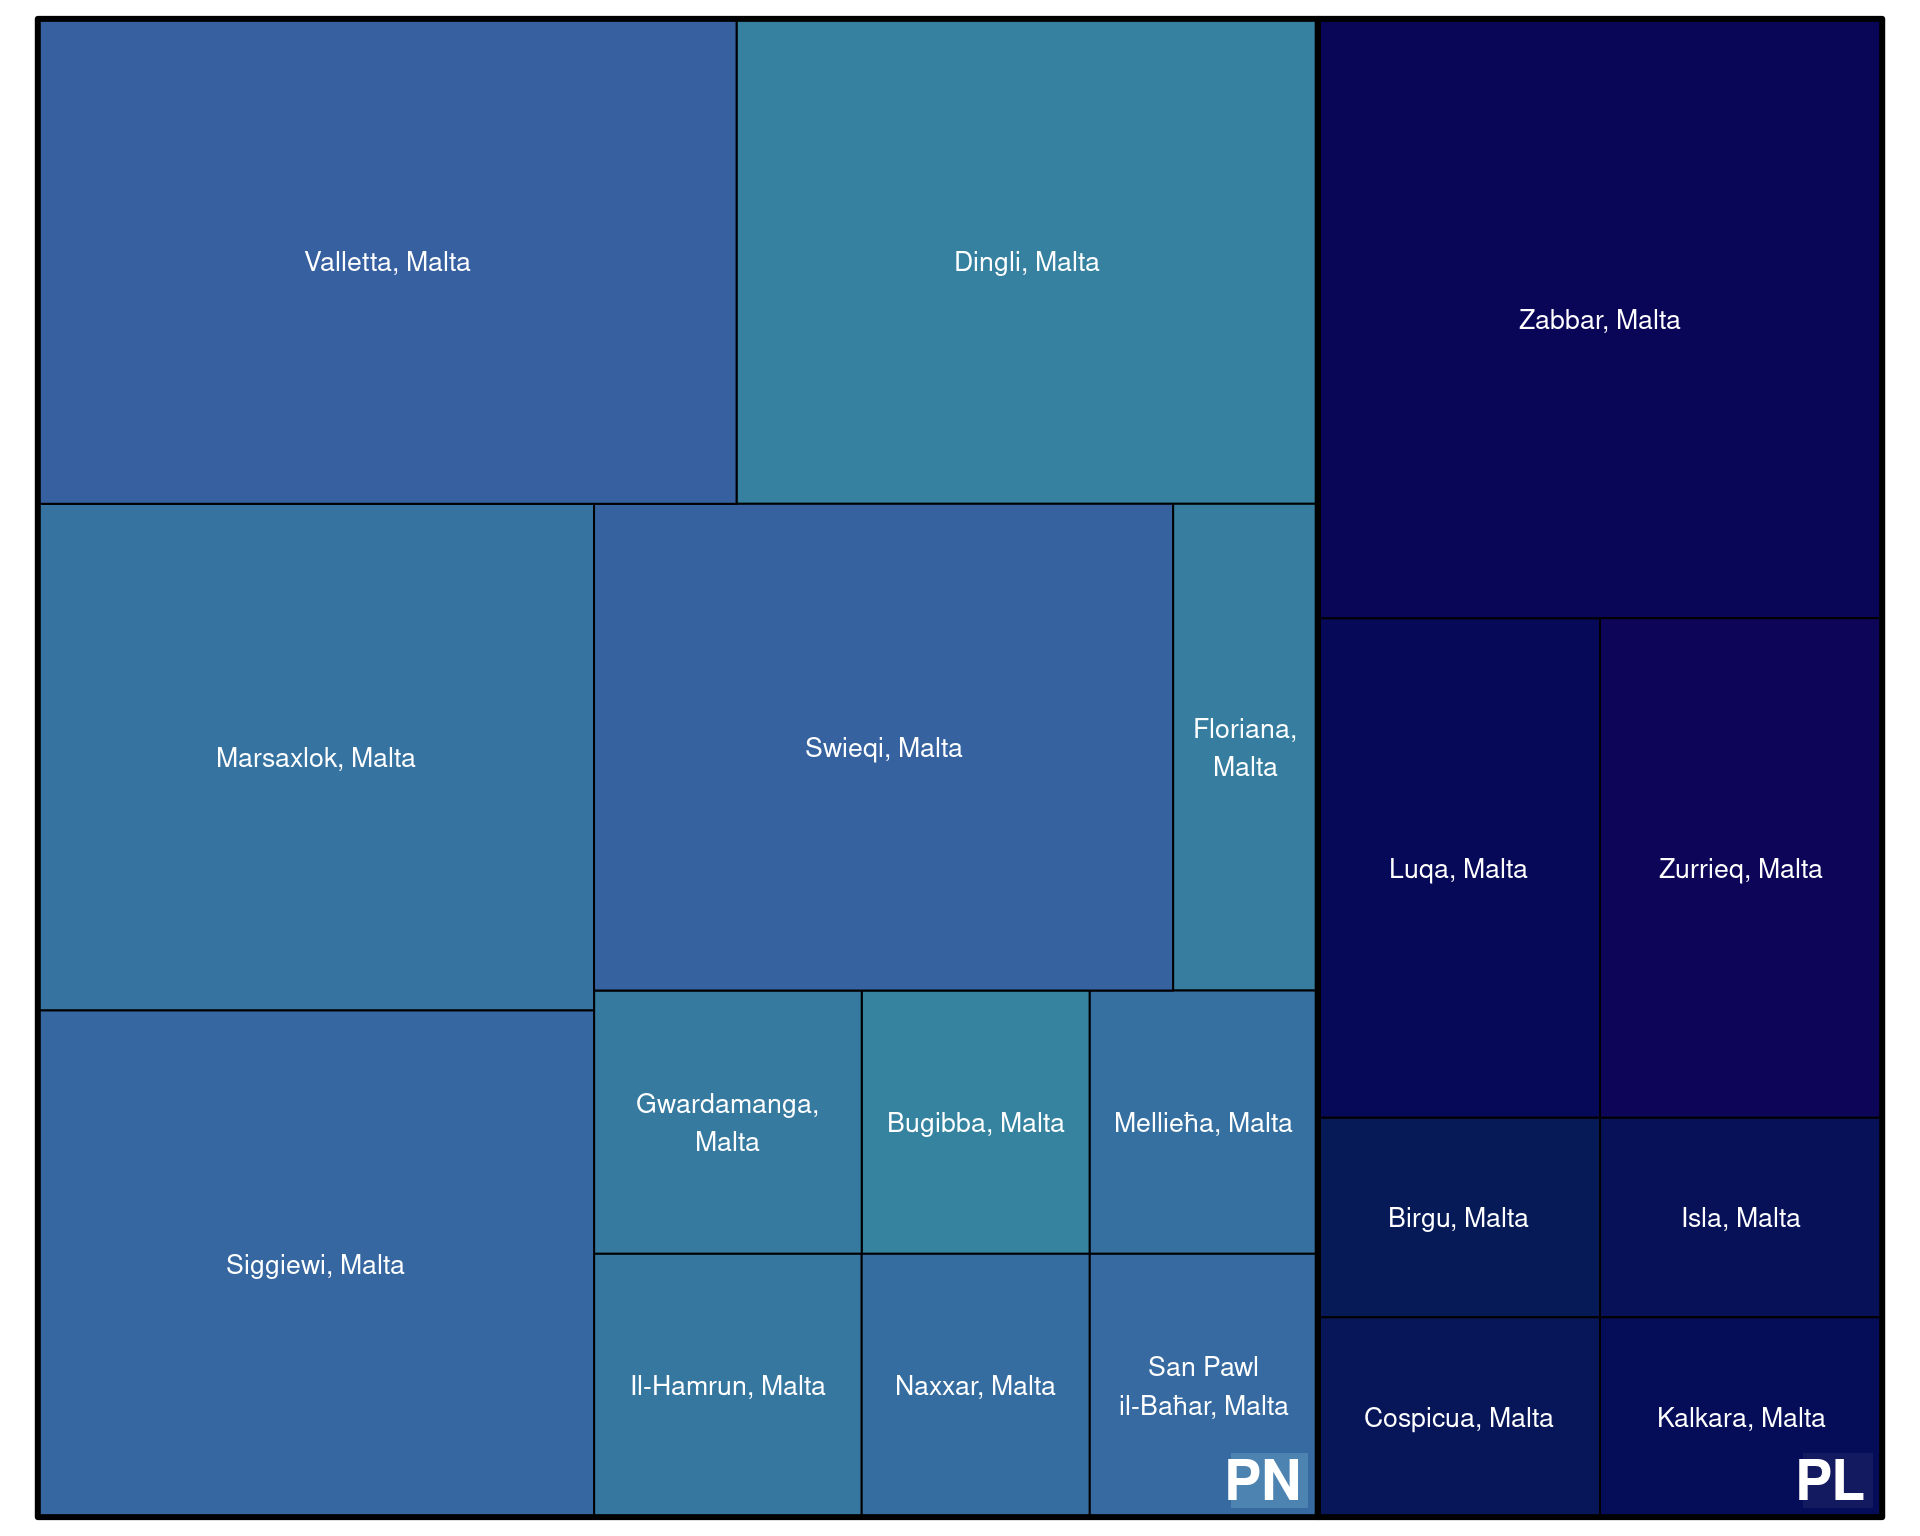 Valletta, Malta
Dingli, Malta
Zabbar, Malta
Marsaxlok, Malta
Swieqi, Malta
Floriana,
Malta
Luqa, Malta
Zurrieq, Malta
Siggiewi, Malta
Gwardamanga,
Malta
Bugibba, Malta
Mellieħa, Malta
Birgu, Malta
Isla, Malta
Il-Hamrun, Malta
Naxxar, Malta
San Pawl
il-Baħar, Malta
Cospicua, Malta
Kalkara, Malta
PN
PL